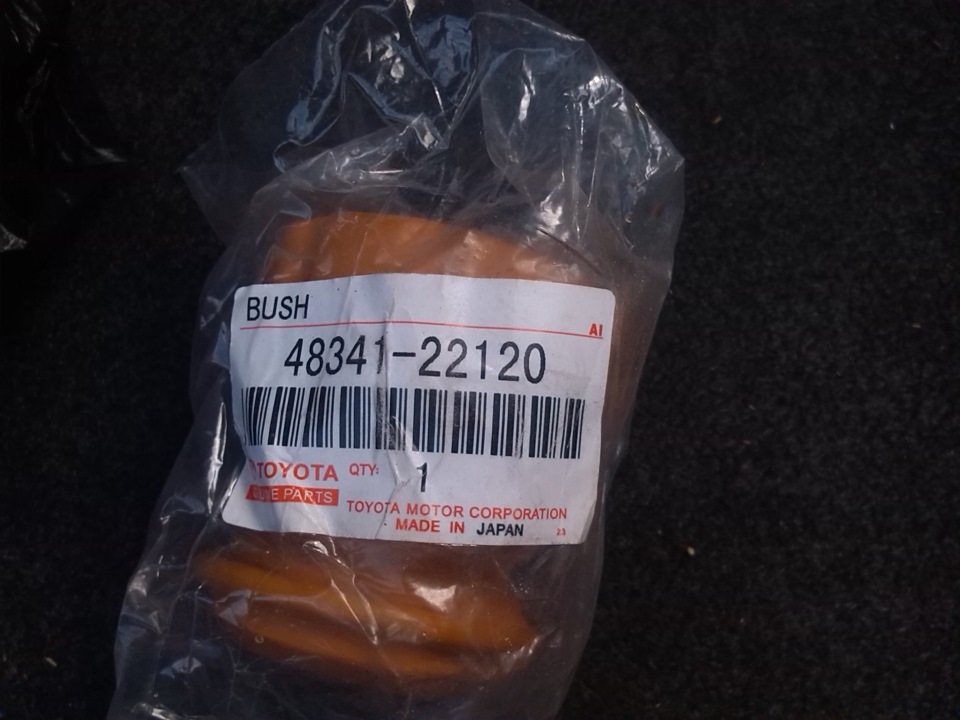 BUSH
AI
48341-22120
TOYOTA QTY: 1
PARTS
TOYOTA MOTOR CORPORATION
MADE IN JAPAN 23